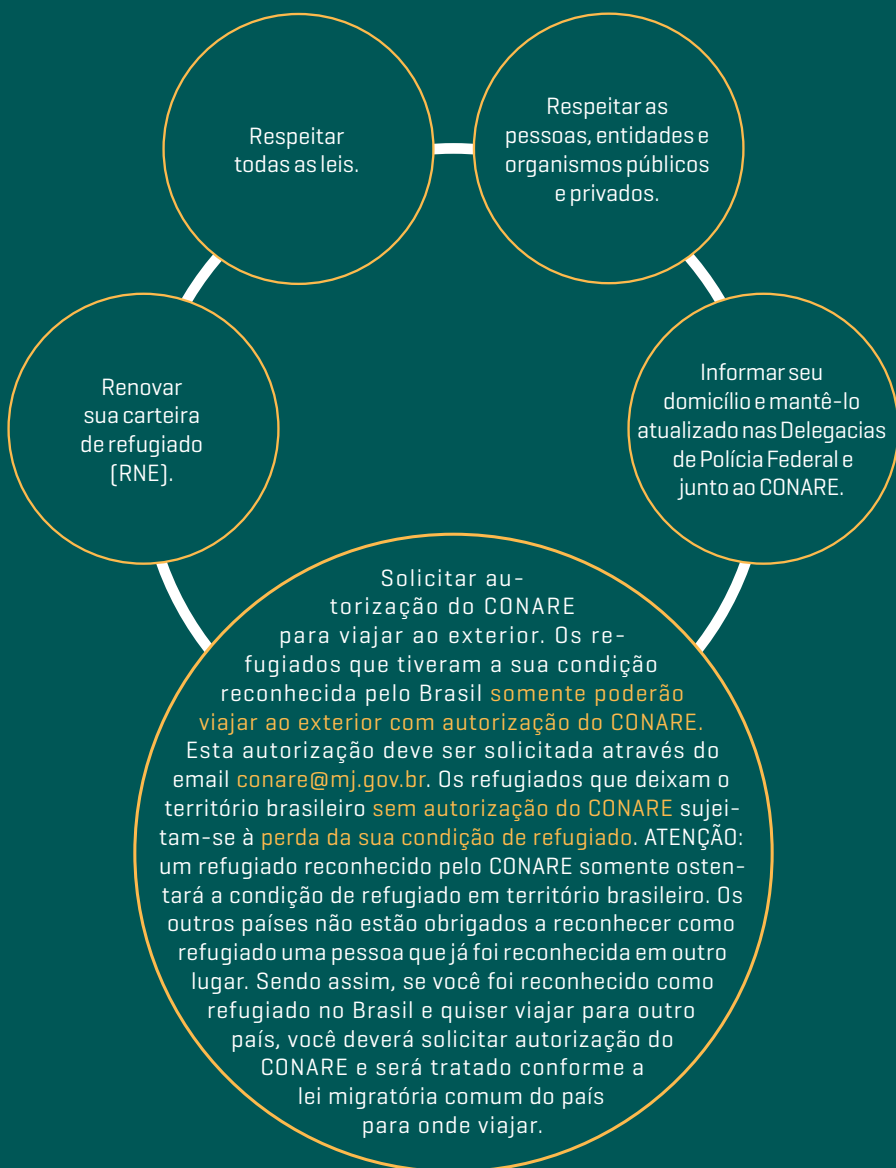 Respeitar
todas as leis.
Respeitar as
pessoas, entidades e
organismos públicos
e privados.
Renovar
sua carteira
de refugiado
(RNE).
Informar seu
domicílio e mantê-lo
atualizado nas Delegacias
de Polícia Federal e
junto ao CONARE.
Solicitar au-
torização do CONARE
para viajar ao exterior. Os re-
fugiados que tiveram a sua condição
reconhecida pelo Brasil somente poderão
viajar ao exterior com autorização do CONARE.
Esta autorização deve ser solicitada através do
email conare@mj.gov.br. Os refugiados que deixam o
território brasileiro sem autorização do CONARE sujei-
tam-se à perda da sua condição de refugiado. ATENÇÃO:
um refugiado reconhecido pelo CONARE somente osten-
tará a condição de refugiado em território brasileiro. Os
outros países não estão obrigados a reconhecer como
refugiado uma pessoa que já foi reconhecida em outro
lugar. Sendo assim, se você foi reconhecido como
refugiado no Brasil e quiser viajar para outro
país, você deverá solicitar autorização do
CONARE e será tratado conforme a
lei migratória comum do país
para onde viajar.